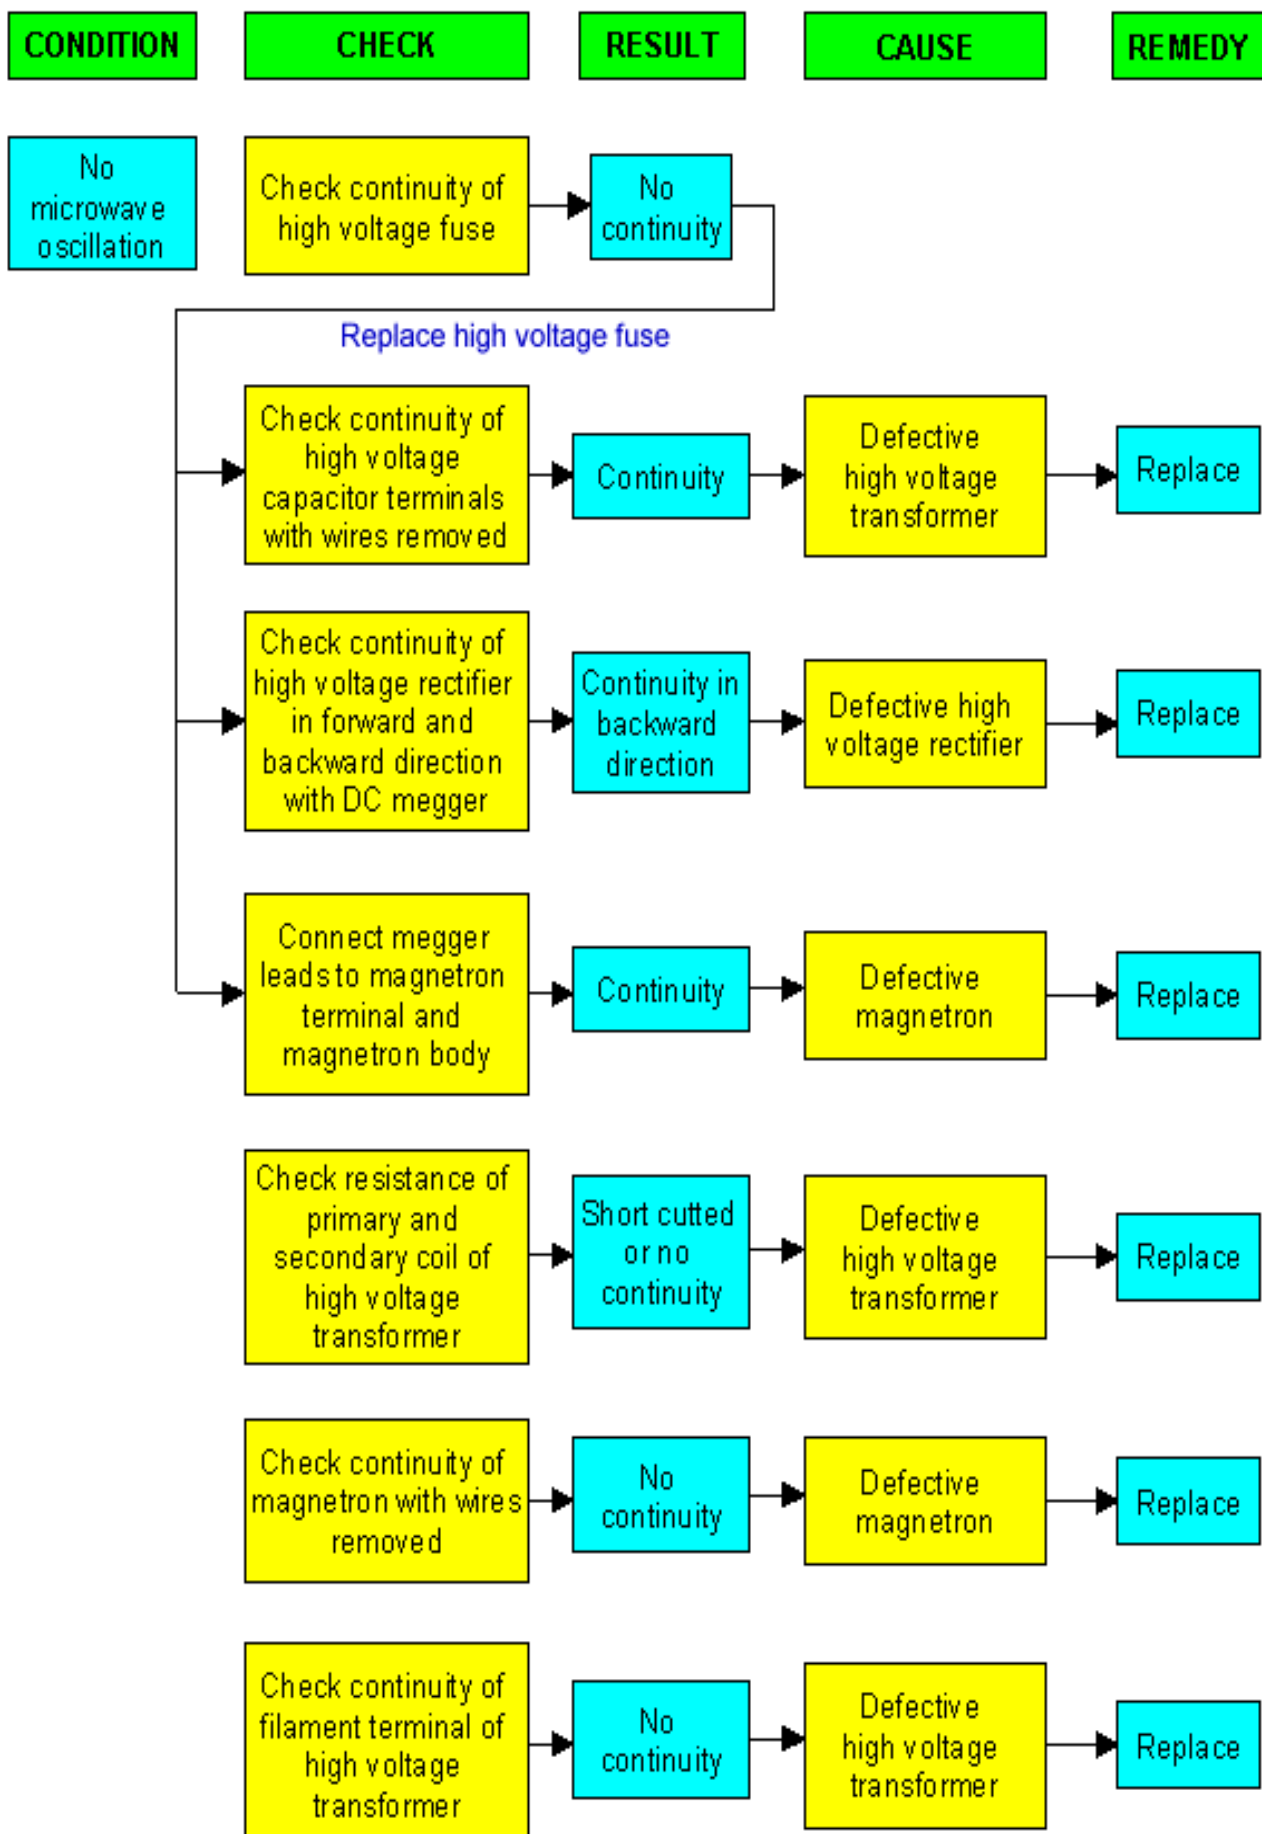 CONDITION
CHECK
RESULT
CAUSE
REMEDY
No
microwave
oscillation
Check continuity of
high voltage fuse
No
continuity
Replace high voltage fuse
Check continuity of
high voltage
capacitor terminals
with wires removed
Continuity
Defective
high voltage
transformer
Replace
Check continuity of
high voltage rectifier
in forward and
backward direction
with DC megger
Continuity in
backward
direction
Defective high
voltage rectifier
Replace
Connect megger
leads to magnetron
terminal and
magnetron body
Continuity
Defective
magnetron
Replace
Check resistance of
primary and
secondary coil of
high voltage
transformer
Short cutted
or no
continuity
Defective
high voltage
transformer
Replace
Check continuity of
magnetron with wires
removed
No
continuity
Defective
magnetron
Replace
Check continuity of
filament terminal of
high voltage
transformer
No
continuity
Defective
high voltage
transformer
Replace